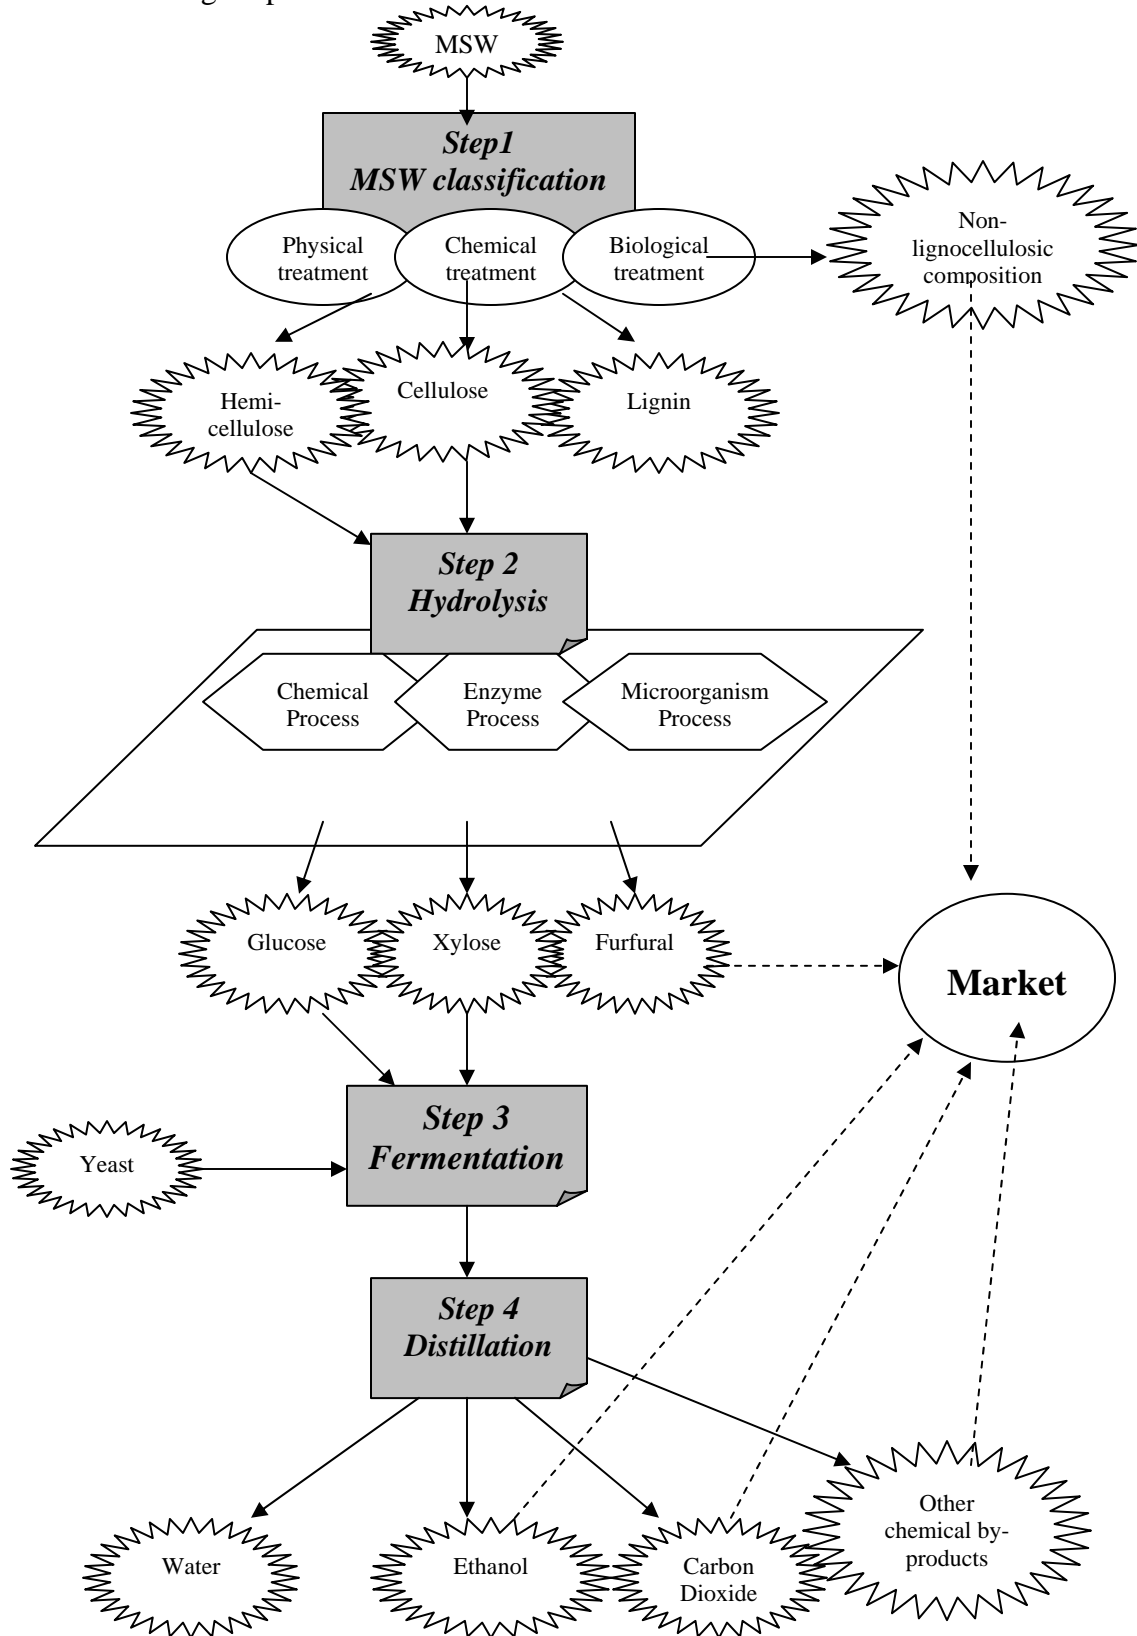 MSW
Step1
MSW classification
Physical
treatment
Chemical
treatment
Biological
treatment
Non-
lignocellulosic
composition
Hemi-
cellulose
Cellulose
Lignin
Step 2
Hydrolysis
Chemical
Process
Enzyme
Process
Microorganism
Process
Glucose
Xylose
Furfural
Market
Step 3
Fermentation
Yeast
Step 4
Distillation
Water
Ethanol
Carbon
Dioxide
Other
chemical by-
products